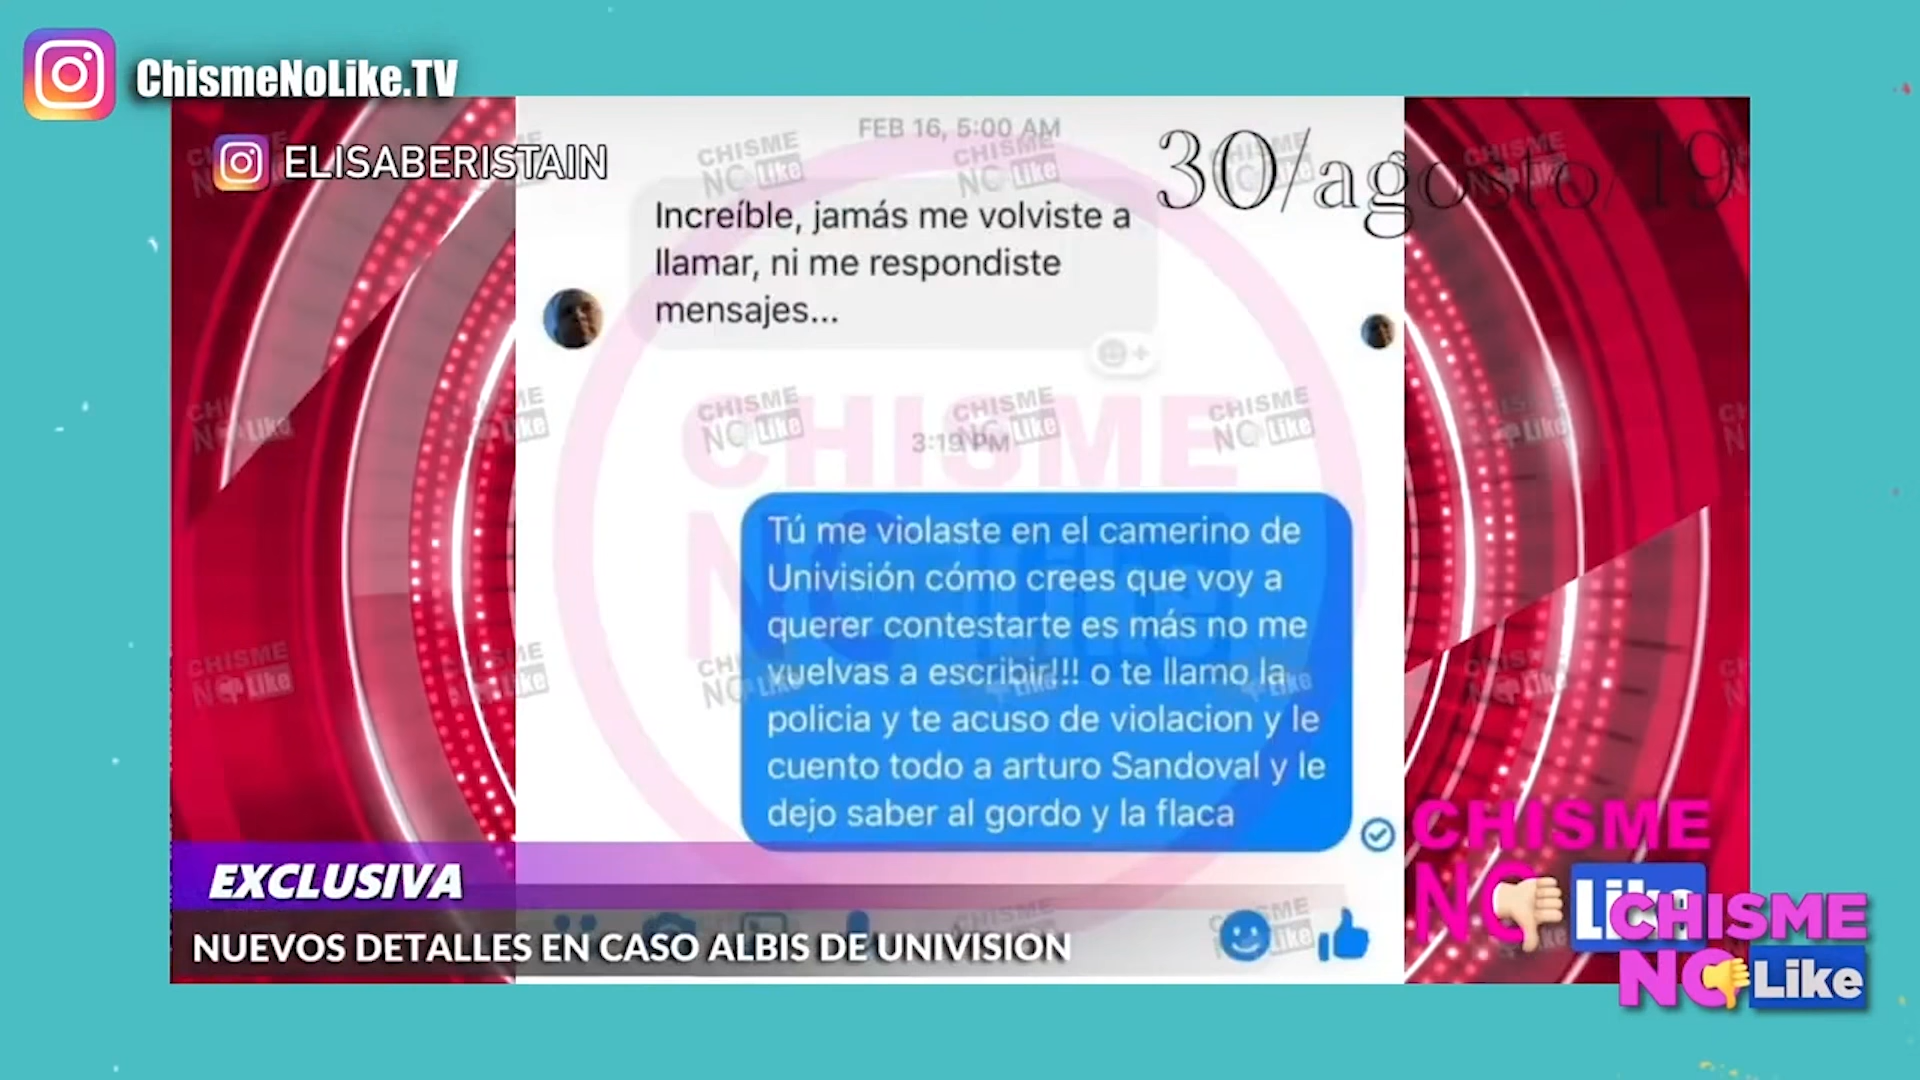 ChismeNoLike.TV
ELISABERISTAIN
30/agosto/19
FEB 16, 5:00 AM
Increíble, jamás me volviste a
llamar, ni me respondiste
mensajes...
3:19 PM
Tú me violaste en el camerino de
Univisión cómo crees que voy a
querer contestarte es más no me
vuelvas a escribir!!! o te llamo la
policia y te acuso de violacion y le
cuento todo a arturo Sandoval y le
dejo saber al gordo y la flaca
EXCLUSIVA
NUEVOS DETALLES EN CASO ALBIS DE UNIVISION
CHISME
NO Like
CHISME
NO Like